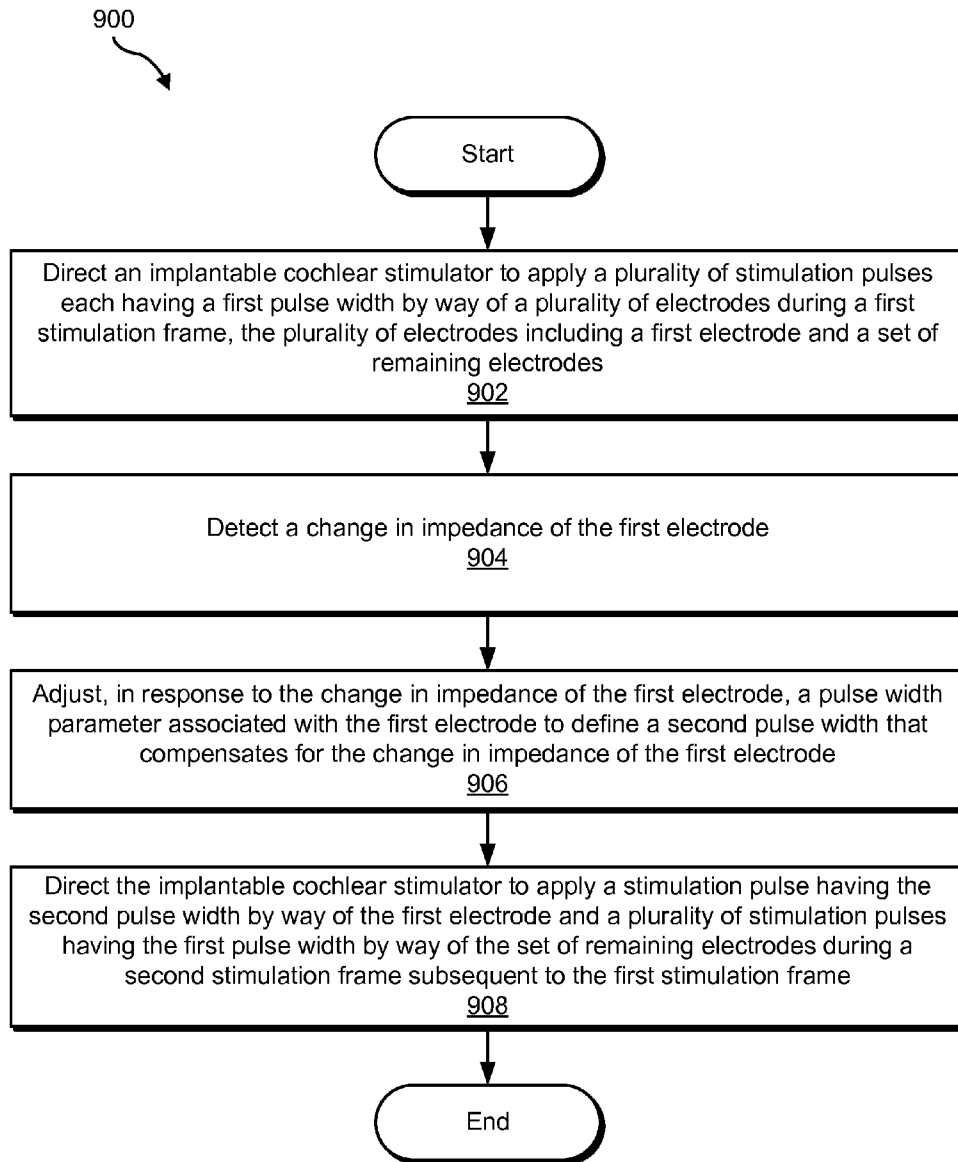 900
Start
Direct an implantable cochlear stimulator to apply a plurality of stimulation pulses
each having a first pulse width by way of a plurality of electrodes during a first
stimulation frame, the plurality of electrodes including a first electrode and a set of
remaining electrodes
902
Detect a change in impedance of the first electrode
904
Adjust, in response to the change in impedance of the first electrode, a pulse width
parameter associated with the first electrode to define a second pulse width that
compensates for the change in impedance of the first electrode
906
Direct the implantable cochlear stimulator to apply a stimulation pulse having the
second pulse width by way of the first electrode and a plurality of stimulation pulses
having the first pulse width by way of the set of remaining electrodes during a
second stimulation frame subsequent to the first stimulation frame
908
End